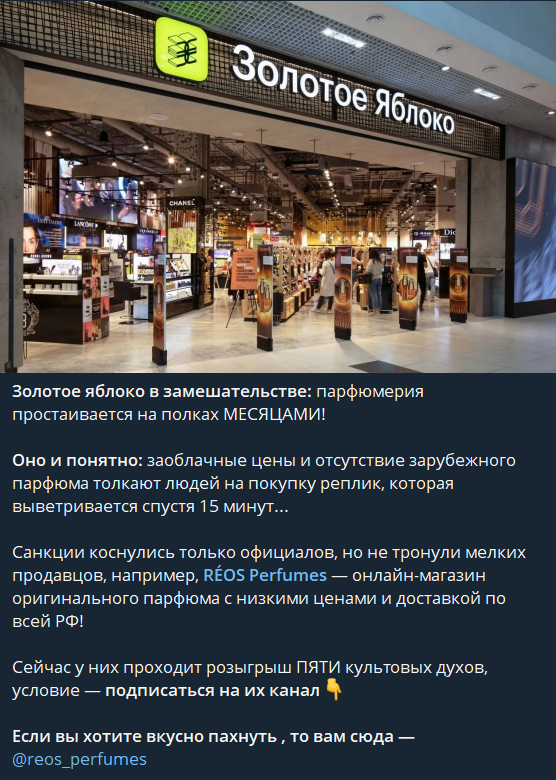 Золотое Яблоко
CHANEL
LANCÔME
Золотое яблоко в замешательстве: парфюмерия
простаивается на полках МЕСЯЦАМИ!
Оно и понятно: заоблачные цены и отсутствие зарубежного
парфюма толкают людей на покупку реплик, которая
выветривается спустя 15 минут...
Санкции коснулись только официалов, но не тронули мелких
продавцов, например, RÉOS Perfumes — онлайн-магазин
оригинального парфюма с низкими ценами и доставкой по
всей РФ!
Сейчас у них проходит розыгрыш ПЯТИ культовых духов,
условие — подписаться на их канал 👇
Если вы хотите вкусно пахнуть , то вам сюда —
@reos_perfumes